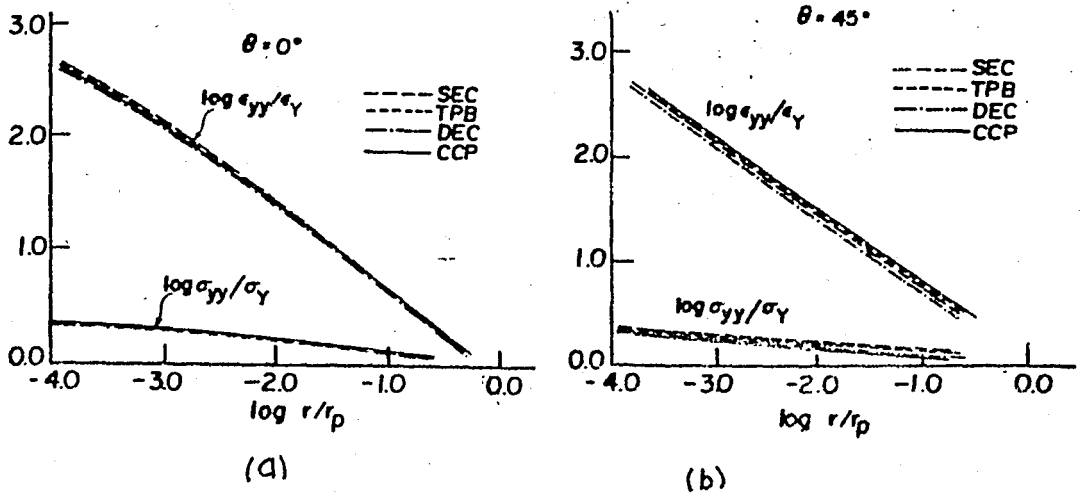 θ = 0°
3.0
2.0
1.0
0.0
log ϵyy/ϵY
SEC
TPB
DEC
CCP
log σyy/σY
-4.0 -3.0 -2.0 -1.0 0.0
log r/rp
(a)
θ = 45°
3.0
2.0
1.0
0.0
log ϵyy/ϵY
SEC
TPB
DEC
CCP
log σyy/σY
-4.0 -3.0 -2.0 -1.0 0.0
log r/rp
(b)